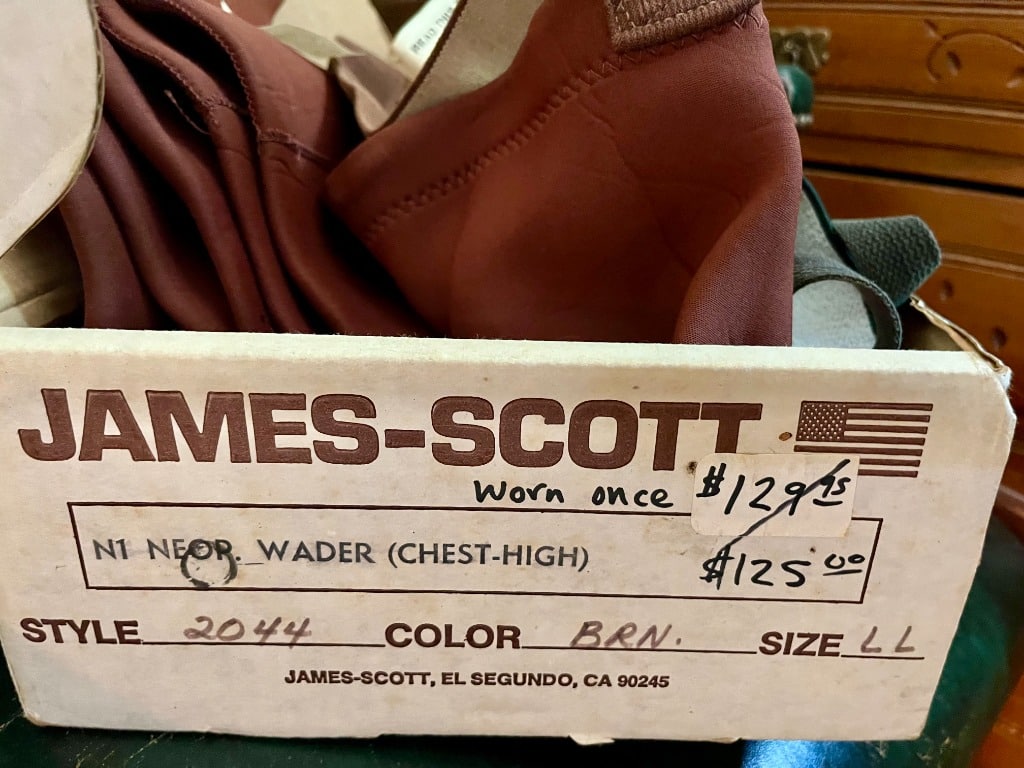 JAMES-SCOTT
Worn once $129.95
N1 NEOP. WADER (CHEST-HIGH) $125.00
STYLE 2044 COLOR BRN. SIZE LL
JAMES-SCOTT, EL SEGUNDO, CA 90245